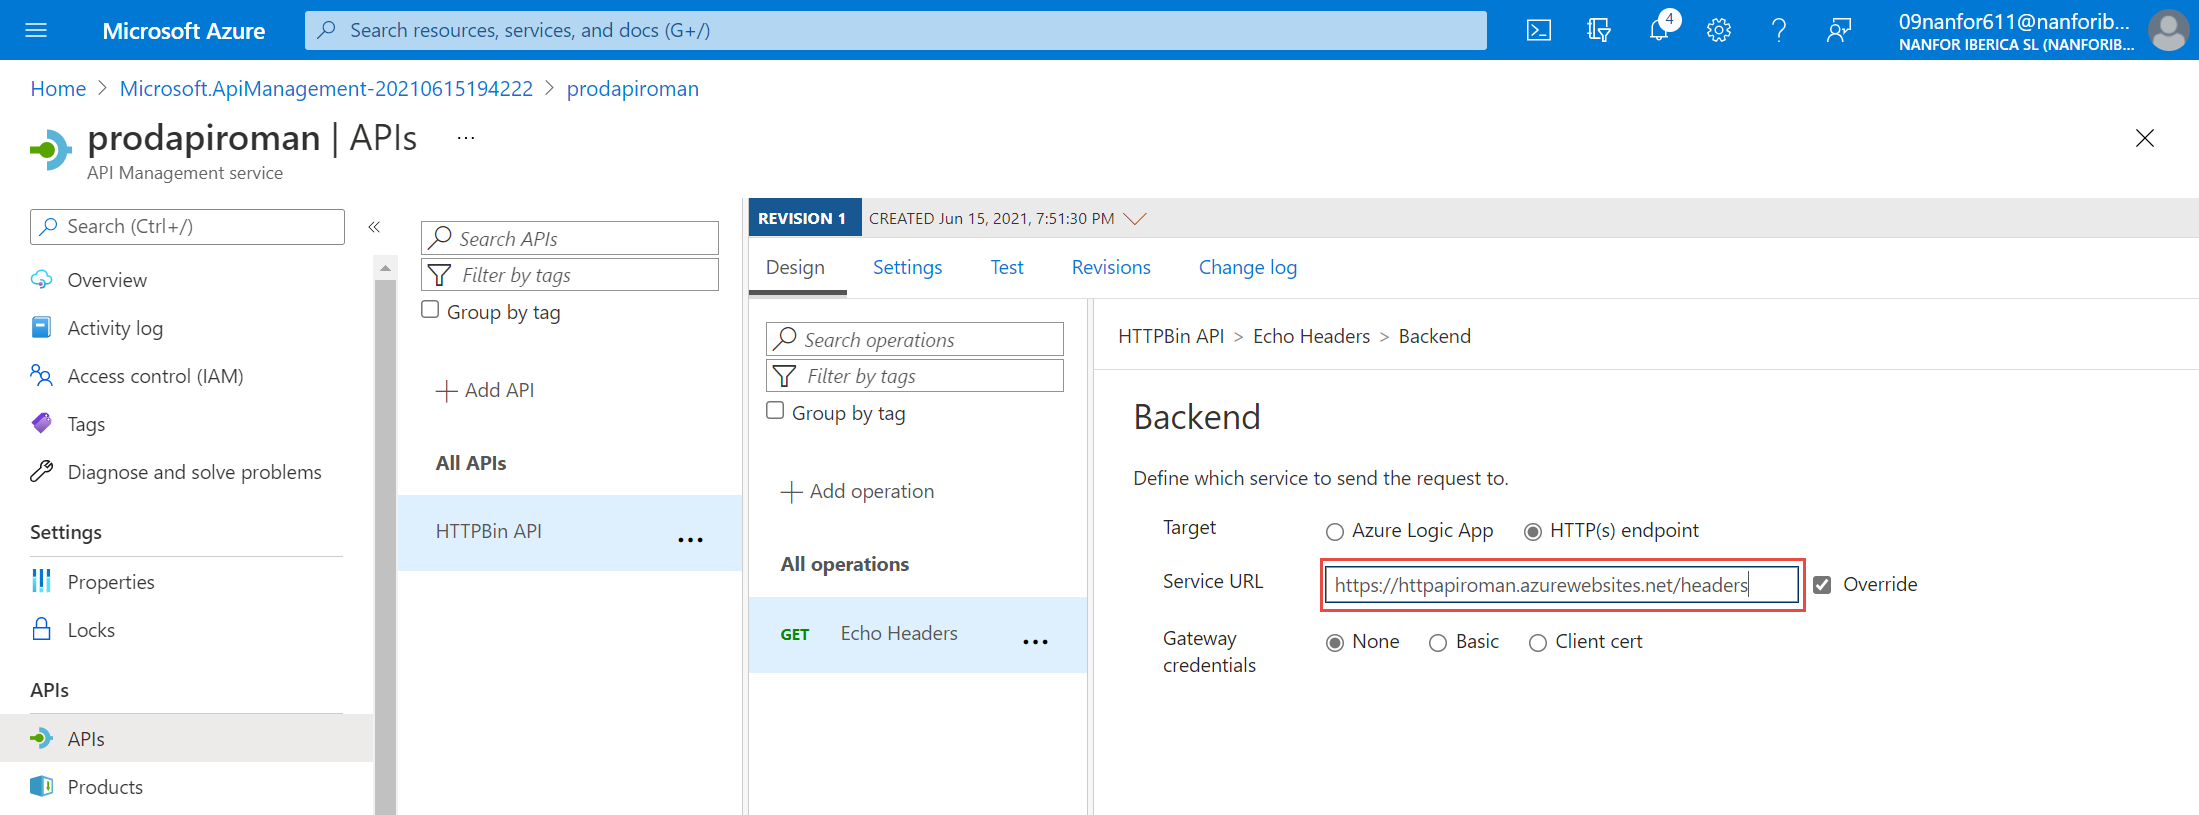 Microsoft Azure
Search resources, services, and docs (G+/)
4
09nanfor611@nanforib...
NANFOR IBERICA SL (NANFORIB...
Home > Microsoft.ApiManagement-20210615194222 > prodapiroman
prodapiroman | APIs ...
API Management service
Search (Ctrl+/)
«
Overview
Activity log
Access control (IAM)
Tags
Diagnose and solve problems
Settings
Properties
Locks
APIs
APIs
Products
Search APIs
Filter by tags
Group by tag
Add API
All APIs
HTTPBin API ...
REVISION 1 CREATED Jun 15, 2021, 7:51:30 PM
Design Settings Test Revisions Change log
Search operations
Filter by tags
Group by tag
Add operation
All operations
GET Echo Headers ...
HTTPBin API > Echo Headers > Backend
Backend
Define which service to send the request to.
Target Azure Logic App HTTP(s) endpoint
Service URL https://httpapiroman.azurewebsites.net/headers Override
Gateway credentials None Basic Client cert